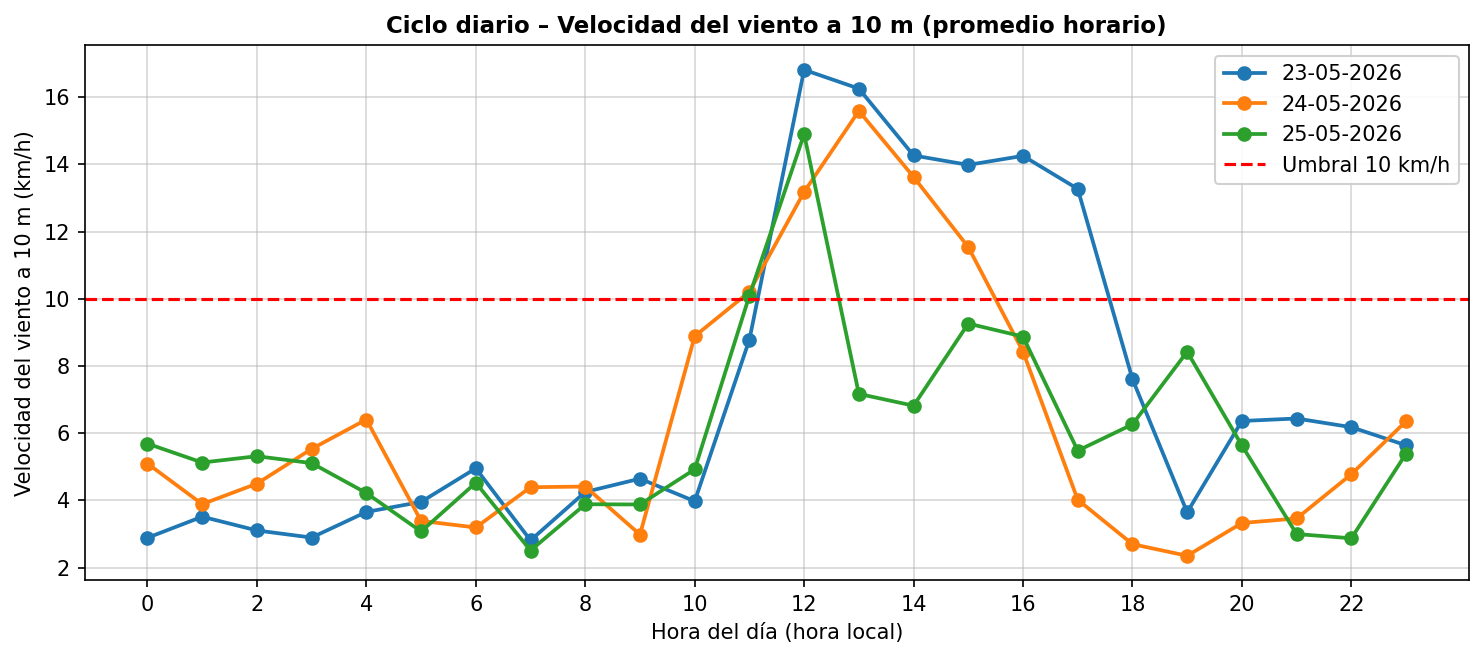 Ciclo diario – Velocidad del viento a 10 m (promedio horario)
Velocidad del viento a 10 m (km/h)
16
14
12
10
8
6
4
2
23-05-2026
24-05-2026
25-05-2026
Umbral 10 km/h
0 2 4 6 8 10 12 14 16 18 20 22
Hora del día (hora local)